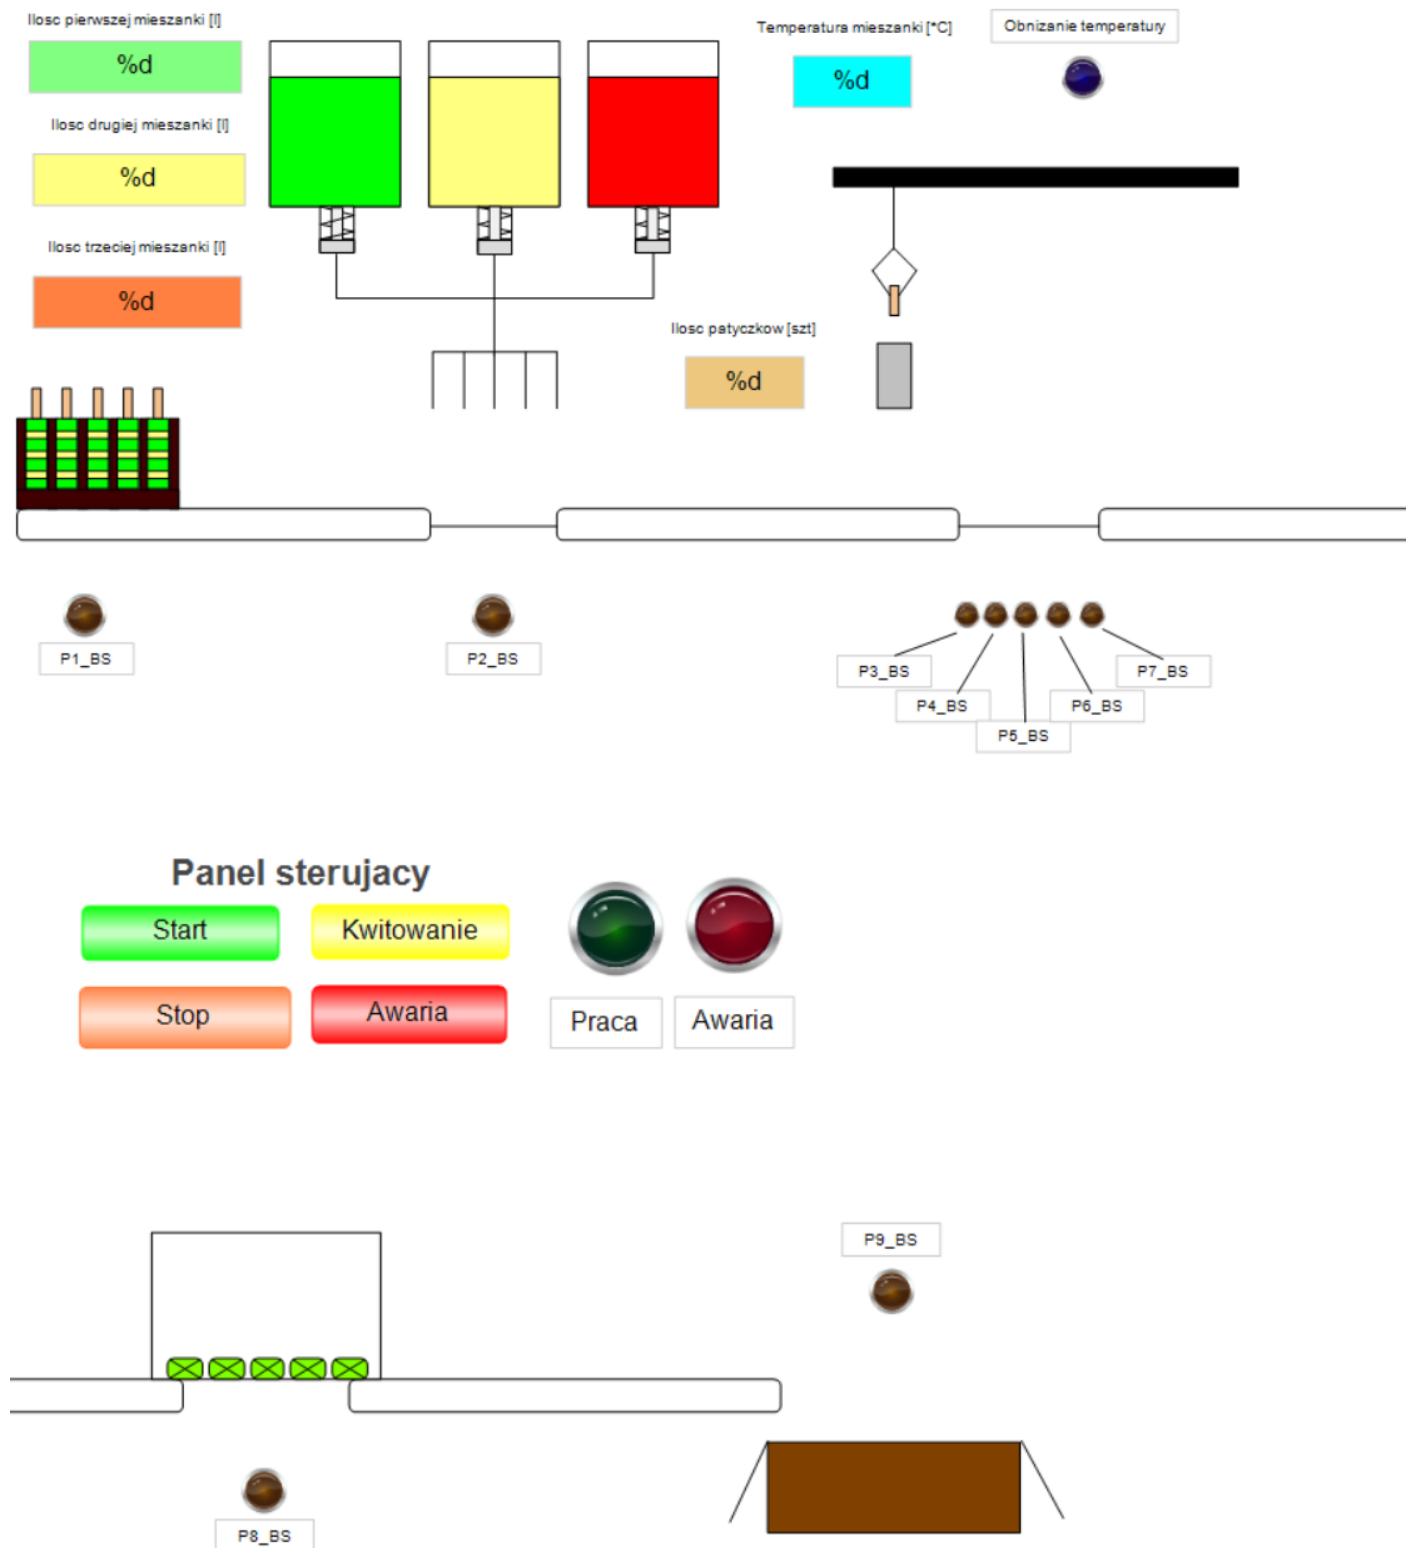 Ilosc pierwszej mieszanki [l]
%d
Ilosc drugiej mieszanki [l]
%d
Ilosc trzeciej mieszanki [l]
%d
Temperatura mieszanki [*C]
%d
Obnizanie temperatury
Ilosc patyczkow [szt]
%d
P1_BS
P2_BS
P3_BS
P4_BS
P5_BS
P6_BS
P7_BS
Panel sterujacy
Start
Kwitowanie
Stop
Awaria
Praca
Awaria
P9_BS
P8_BS